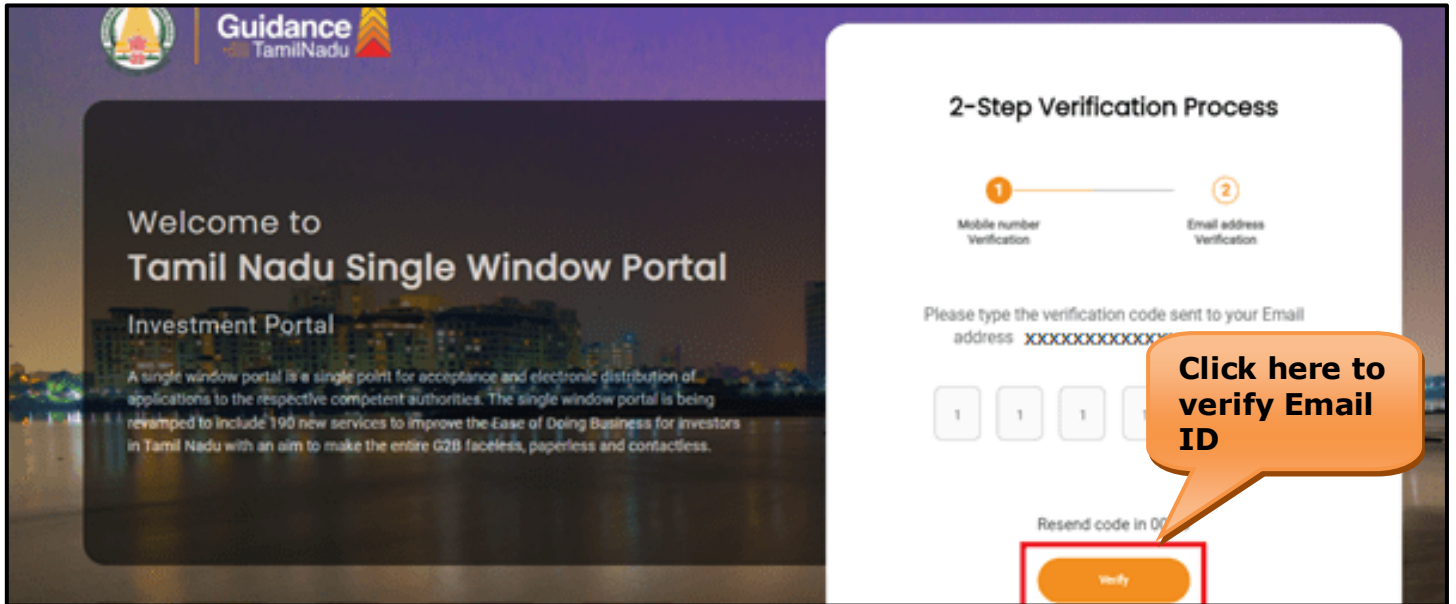 Guidance
TamilNadu
Welcome to
Tamil Nadu Single Window Portal
Investment Portal
A single window portal is a single point for acceptance and electronic distribution of
applications to the respective competent authorities. The single window portal is being
revamped to include 190 new services to improve the Ease of Doing Business for investors
in Tamil Nadu with an aim to make the entire G2B faceless, paperless and contactless.
2-Step Verification Process
1
2
Mobile number
Verification
Email address
Verification
Please type the verification code sent to your Email
address XXXXXXXXXXXXX
1 1 1 1
Click here to
verify Email
ID
Resend code in
Verify